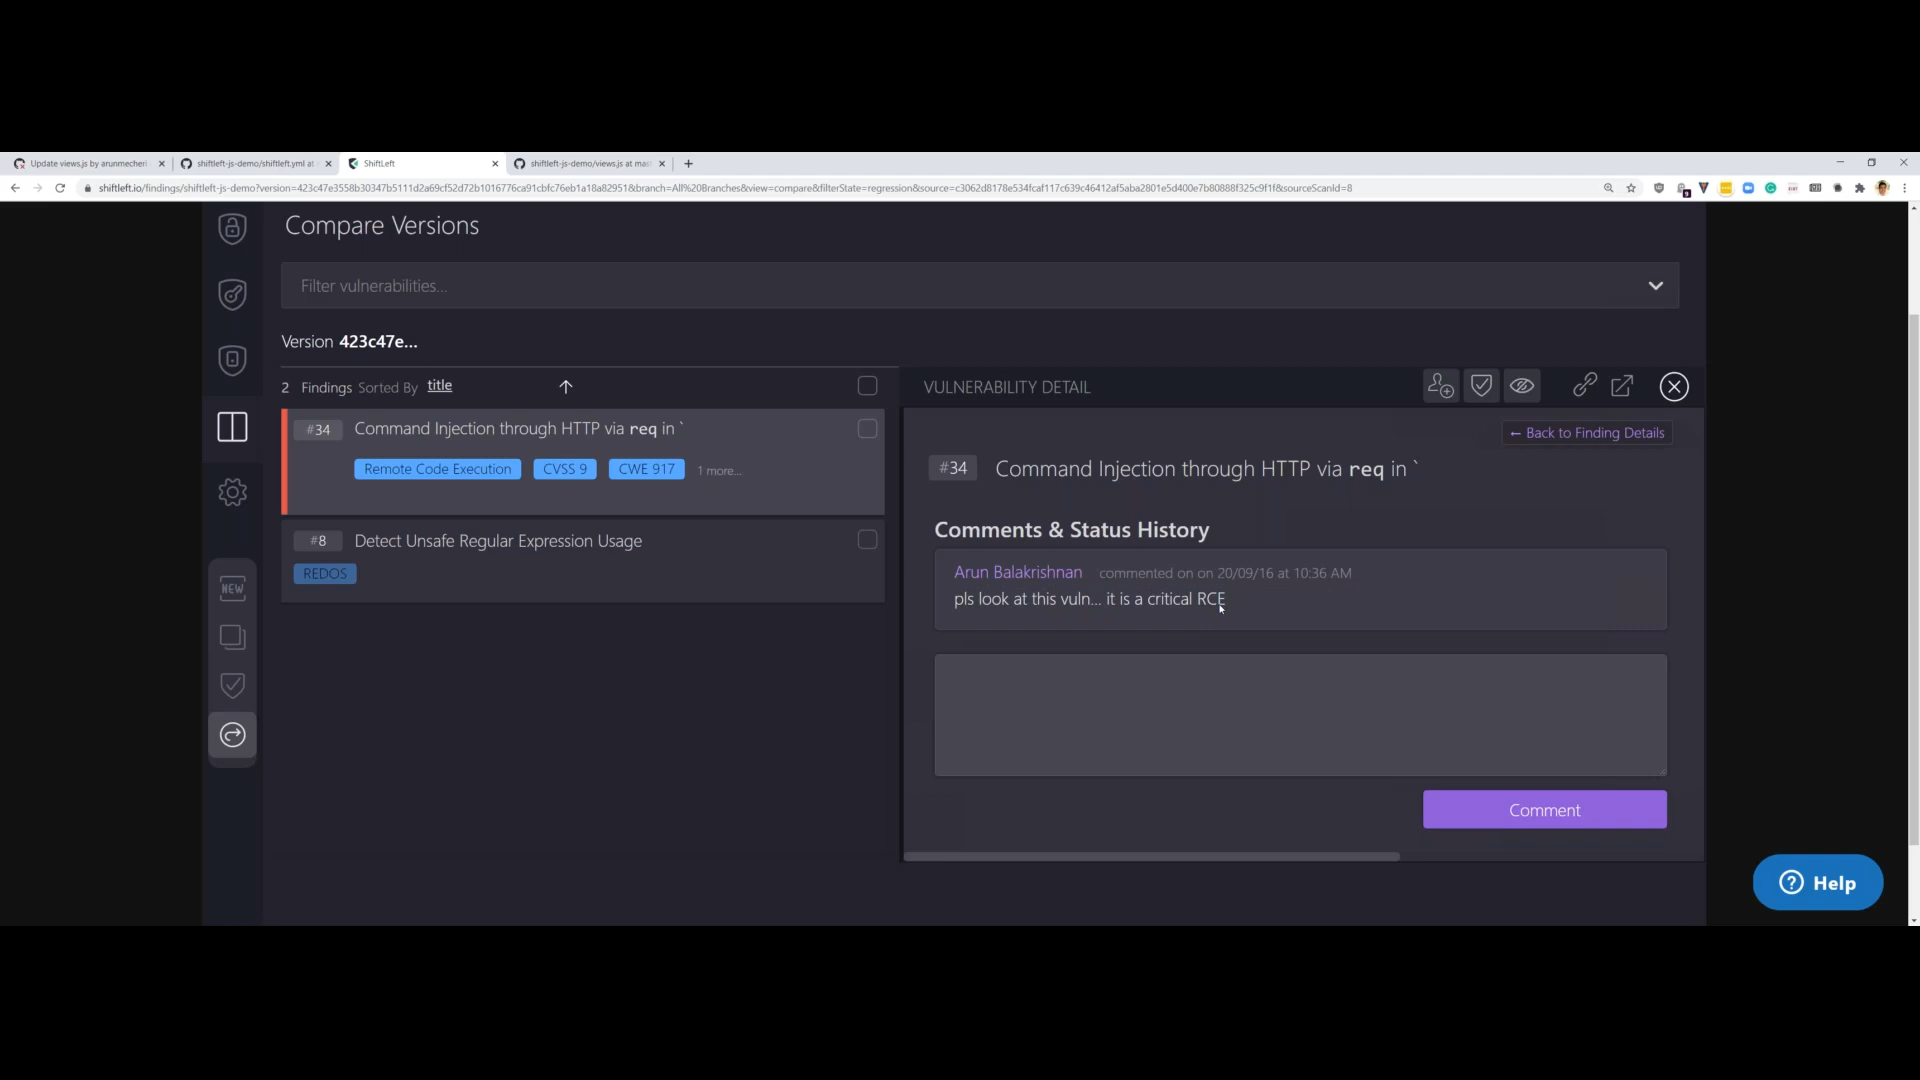 Update views.js by arunmecheri
shiftleft-js-demo/shiftleft.yml at
ShiftLeft
shiftleft-js-demo/views.js at mast
shiftleft.io/findings/shiftleft-js-demo?version=423c47e3558b30347b5111d2a69cf52d72b1016776ca91cbfc76eb1a18a82951&branch=All%20Branches&view=compare&filterState=regression&source=c3062d8178e534fcaf117c639c46412af5aba2801e5d400e7b80888f325c9f1f&sourceScanId=8
Compare Versions
Filter vulnerabilities...
Version 423c47e...
2 Findings Sorted By title
#34 Command Injection through HTTP via req in `
Remote Code Execution CVSS 9 CWE 917 1 more...
#8 Detect Unsafe Regular Expression Usage
REDOS
NEW
VULNERABILITY DETAIL
← Back to Finding Details
#34 Command Injection through HTTP via req in `
Comments & Status History
Arun Balakrishnan commented on on 20/09/16 at 10:36 AM
pls look at this vuln... it is a critical RCE
Comment
Help